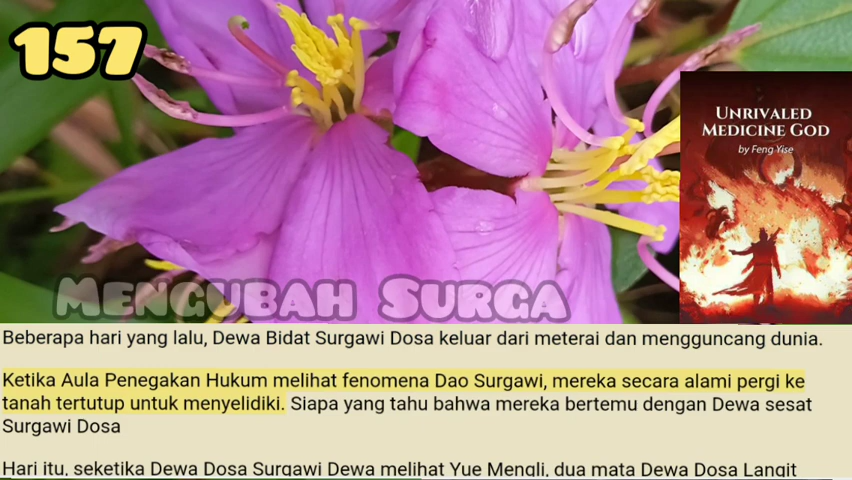 157
UNRIVALED
MEDICINE GOD
by Feng Yise
MENGUBAH SURGA
Beberapa hari yang lalu, Dewa Bidat Surgawi Dosa keluar dari meterai dan mengguncang dunia.
Ketika Aula Penegakan Hukum melihat fenomena Dao Surgawi, mereka secara alami pergi ke
tanah tertutup untuk menyelidiki. Siapa yang tahu bahwa mereka bertemu dengan Dewa sesat
Surgawi Dosa
Hari itu, seketika Dewa Dosa Surgawi Dewa melihat Yue Mengli, dua mata Dewa Dosa Langit